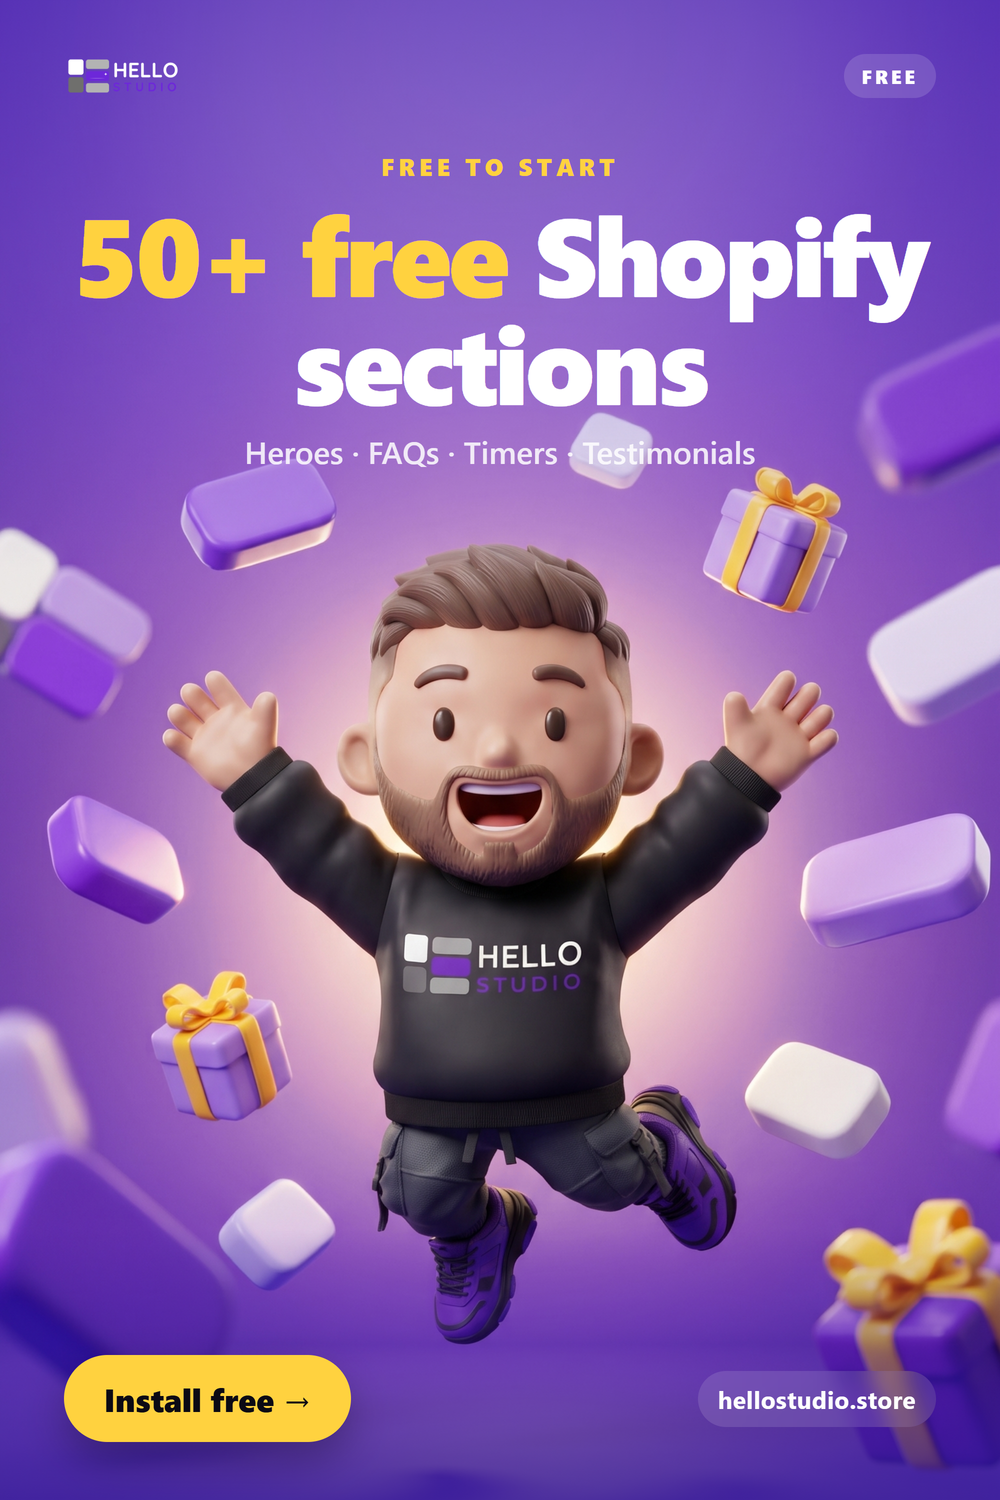 HELLO
STUDIO
FREE
FREE TO START
50+ free Shopify
sections
Heroes · FAQs · Timers · Testimonials
HELLO
STUDIO
Install free →
hellostudio.store